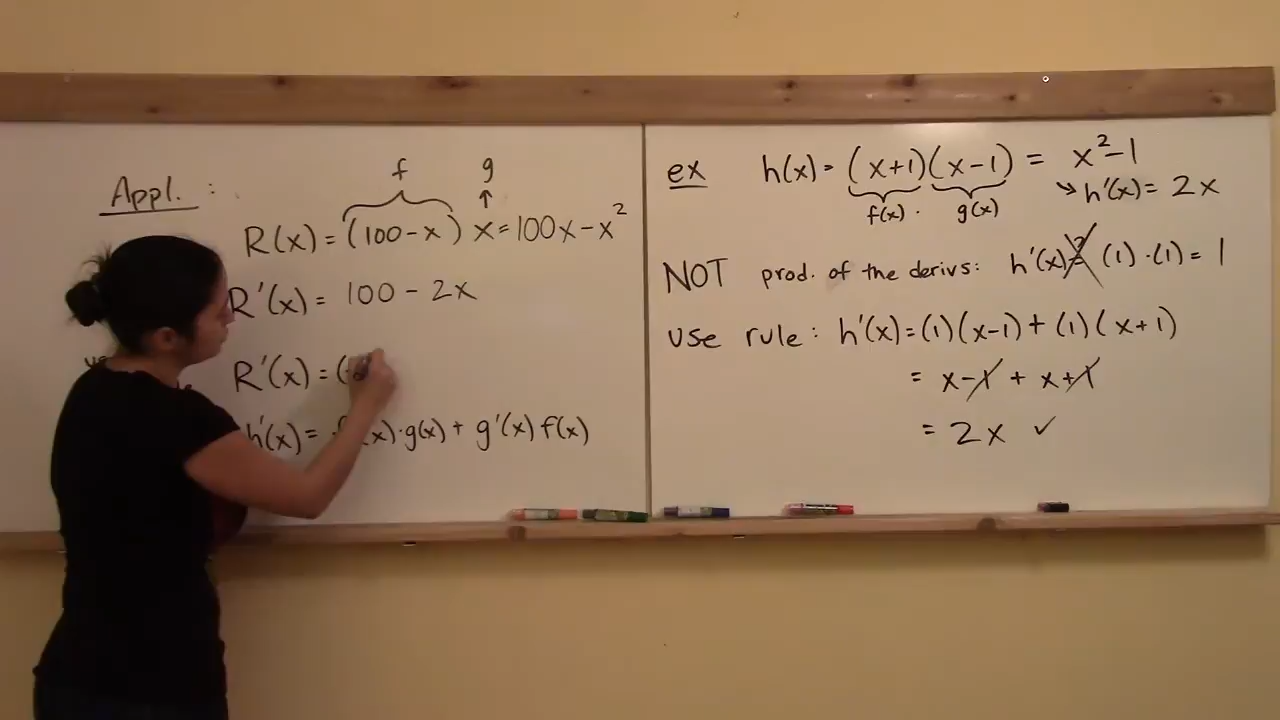 Appl. :
f g
R(x) = (100-x) x = 100x - x²
R'(x) = 100 - 2x
R'(x) = (
h'(x) = (x)·g(x) + g'(x) f(x)
ex h(x) = (x+1)(x-1) = x²-1
f(x) · g(x) ↘ h'(x) = 2x
NOT prod. of the derivs: h'(x) = (1)·(1) = 1
use rule: h'(x) = (1)(x-1) + (1)(x+1)
= x-1 + x+1
= 2x ✓